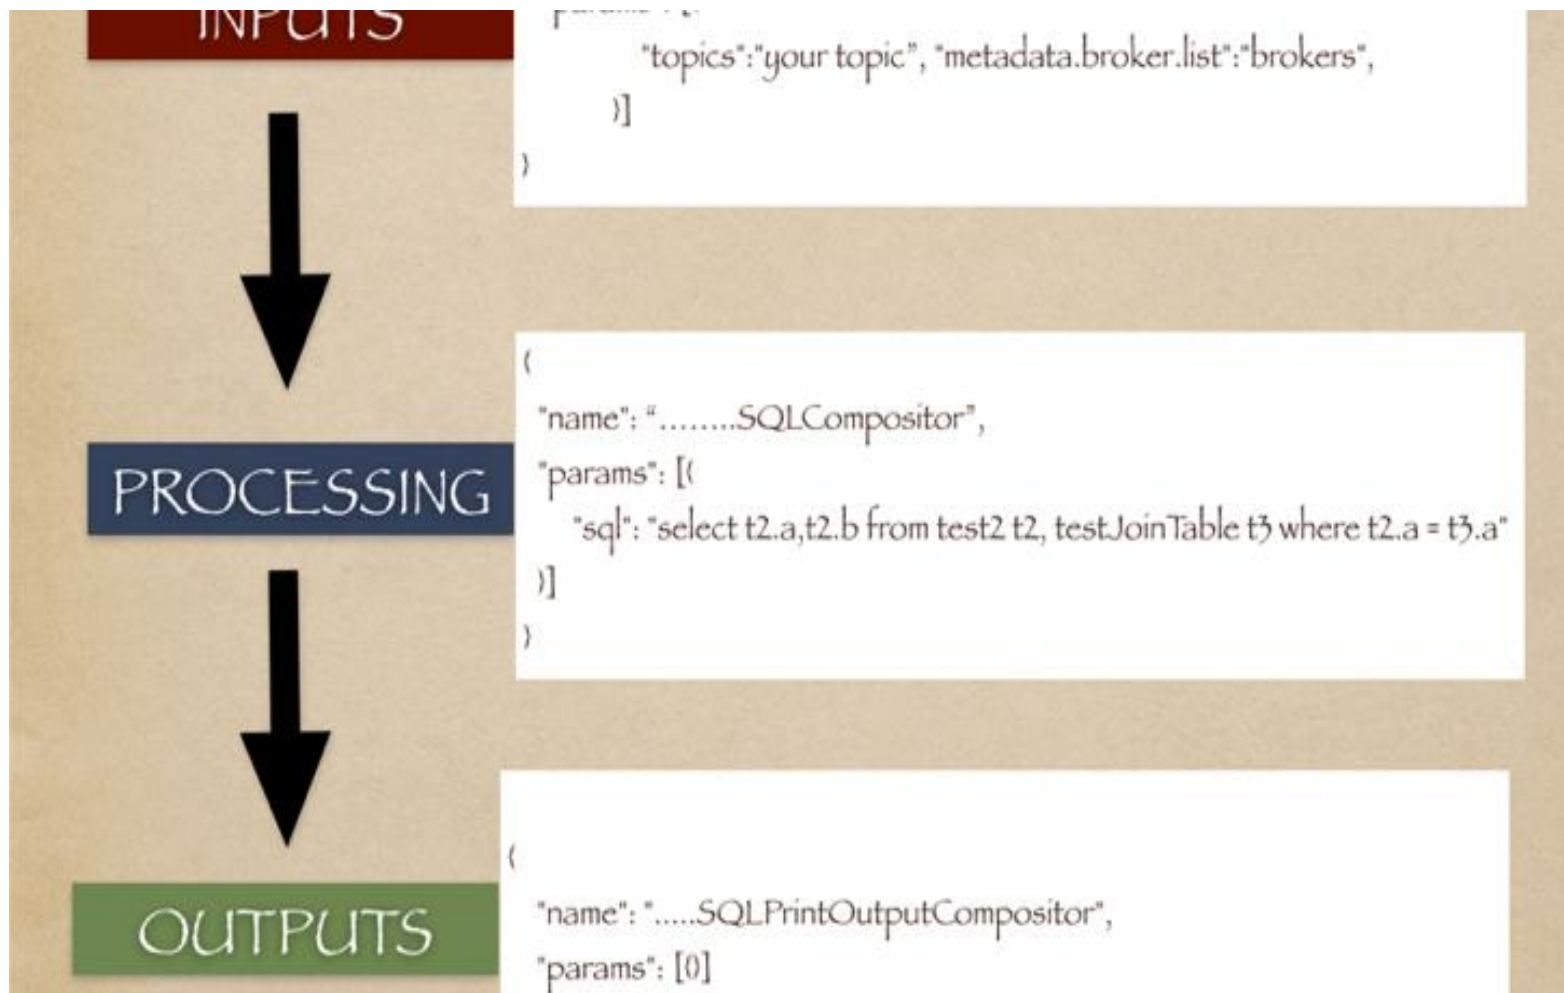 INPUTS
"params": [{
"topics":"your topic", "metadata.broker.list":"brokers",
}]
}
{
"name": "........SQLCompositor",
PROCESSING
"params": [{
"sql": "select t2.a,t2.b from test2 t2, testJoinTable t3 where t2.a = t3.a"
}]
}
{
OUTPUTS
"name": ".....SQLPrintOutputCompositor",
"params": [{}]